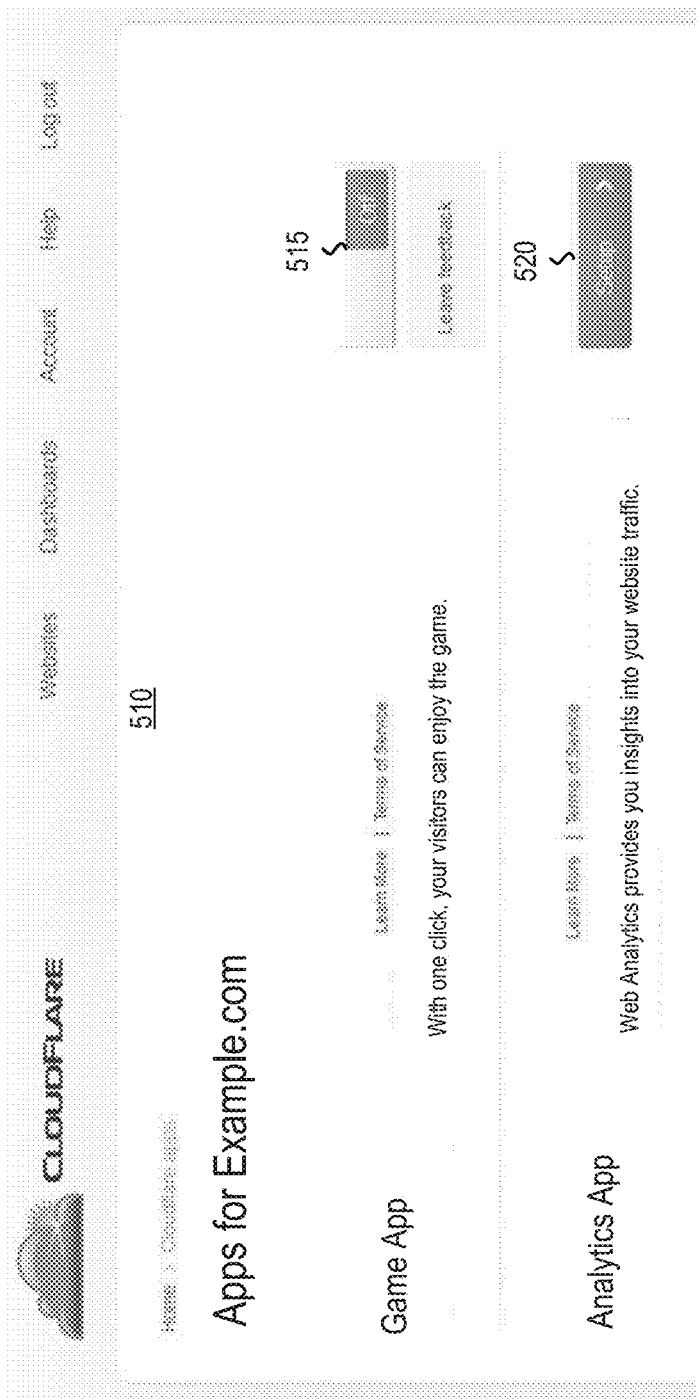 CLOUDFLARE
Websites Dashboards Account Help Log out
510
Home > CloudFlare apps
Apps for Example.com
515
Game App
Learn More | Terms of Service
Leave feedback
With one click, your visitors can enjoy the game.
520
Analytics App
Learn More | Terms of Service
Web Analytics provides you insights into your website traffic.